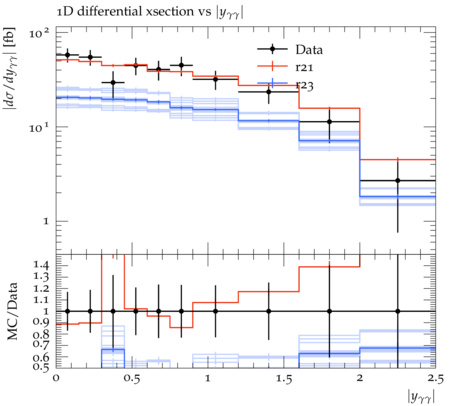 1D differential xsection vs |yγγ|
|dσ/dyγγ| [fb]
10²
Data
r21
r23
10¹
1
MC/Data
1.4
1.3
1.2
1.1
1
0.9
0.8
0.7
0.6
0.5
0 0.5 1 1.5 2 2.5
|yγγ|